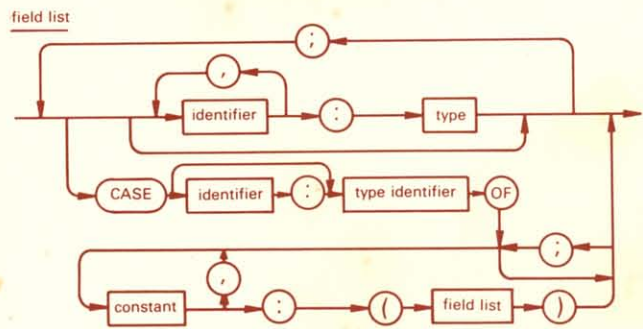 field list
;
,
identifier : type
CASE identifier : type identifier OF
;
,
constant : ( field list )